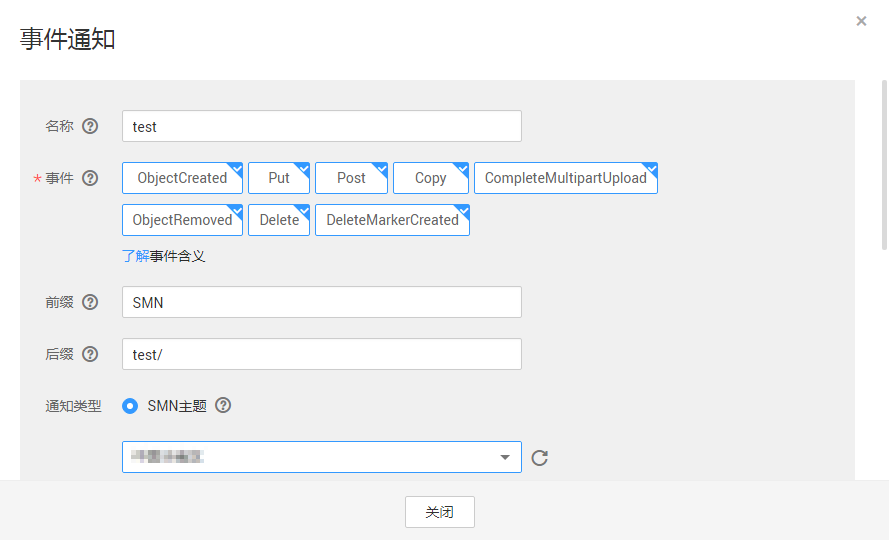 事件通知
名称 test
* 事件 ObjectCreated Put Post Copy CompleteMultipartUpload
ObjectRemoved Delete DeleteMarkerCreated
了解事件含义
前缀 SMN
后缀 test/
通知类型 SMN主题
关闭